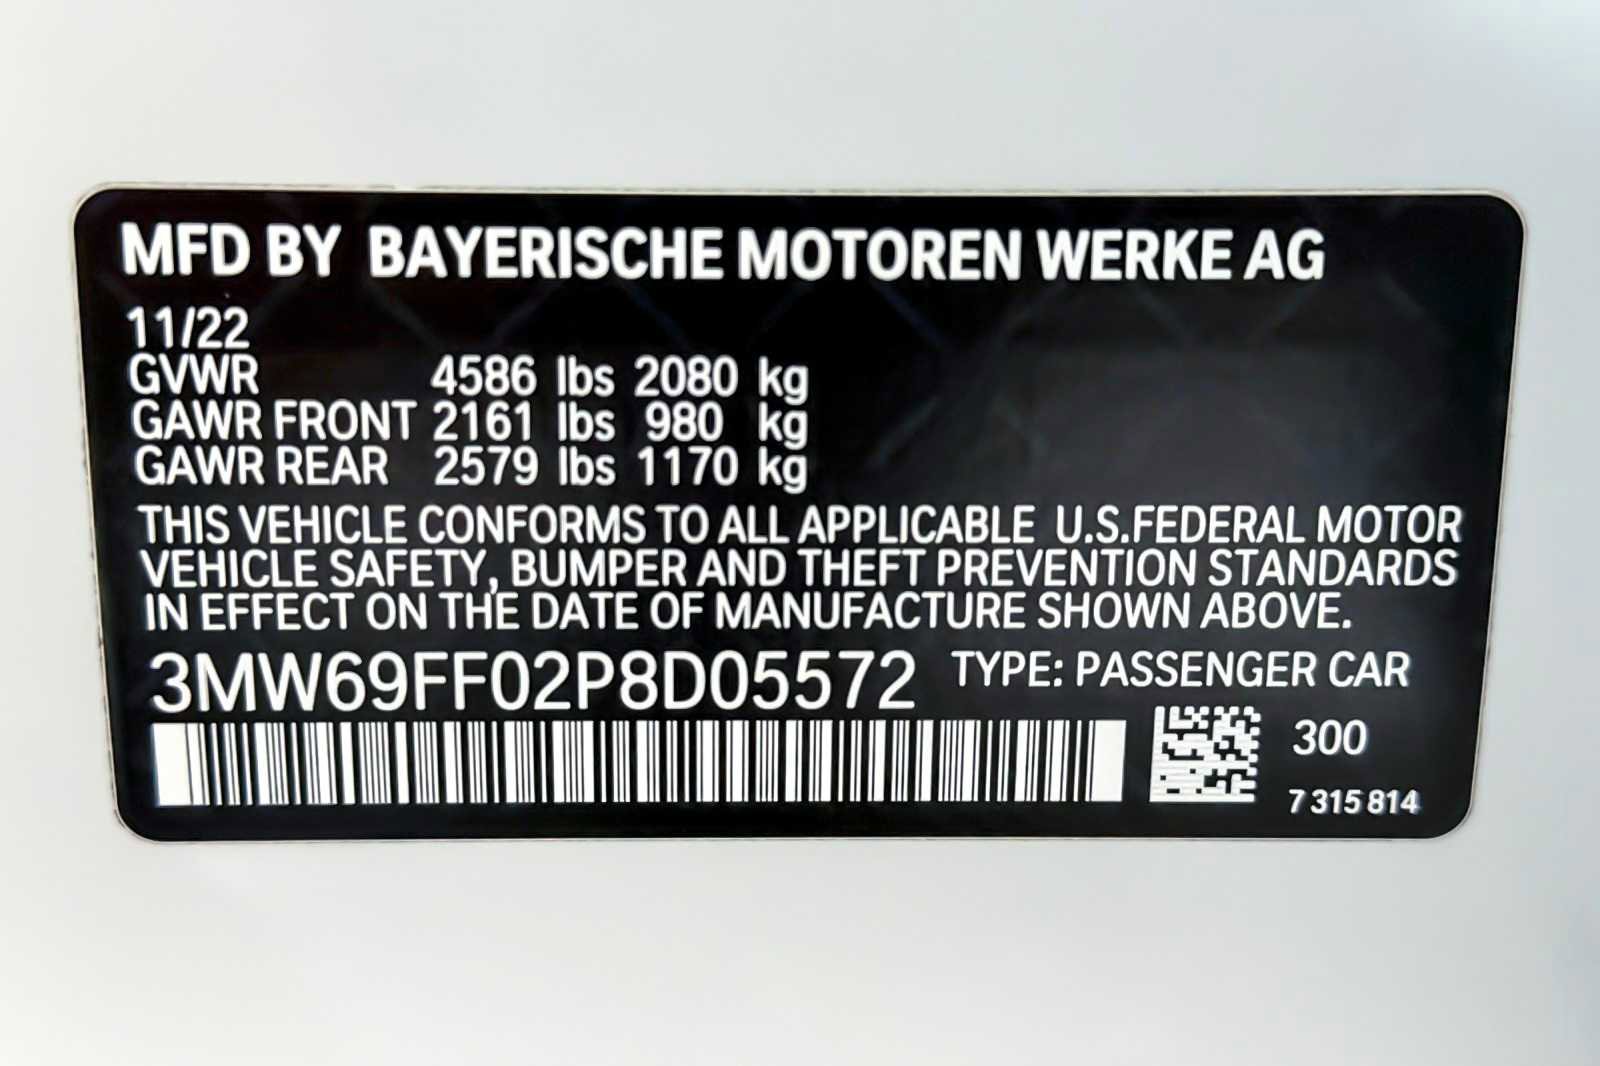 MFD BY BAYERISCHE MOTOREN WERKE AG
11/22
GVWR 4586 lbs 2080 kg
GAWR FRONT 2161 lbs 980 kg
GAWR REAR 2579 lbs 1170 kg
THIS VEHICLE CONFORMS TO ALL APPLICABLE U.S.FEDERAL MOTOR
VEHICLE SAFETY, BUMPER AND THEFT PREVENTION STANDARDS
IN EFFECT ON THE DATE OF MANUFACTURE SHOWN ABOVE.
3MW69FF02P8D05572 TYPE: PASSENGER CAR
300
7 315 814